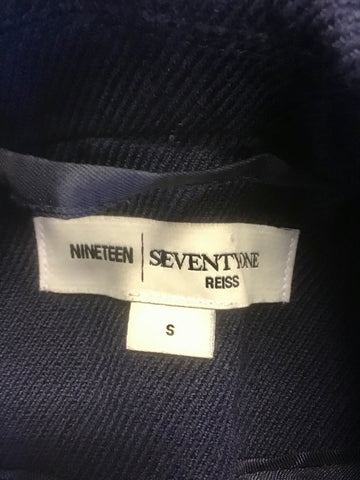 NINETEEN | SEVENTYONE
REISS
S